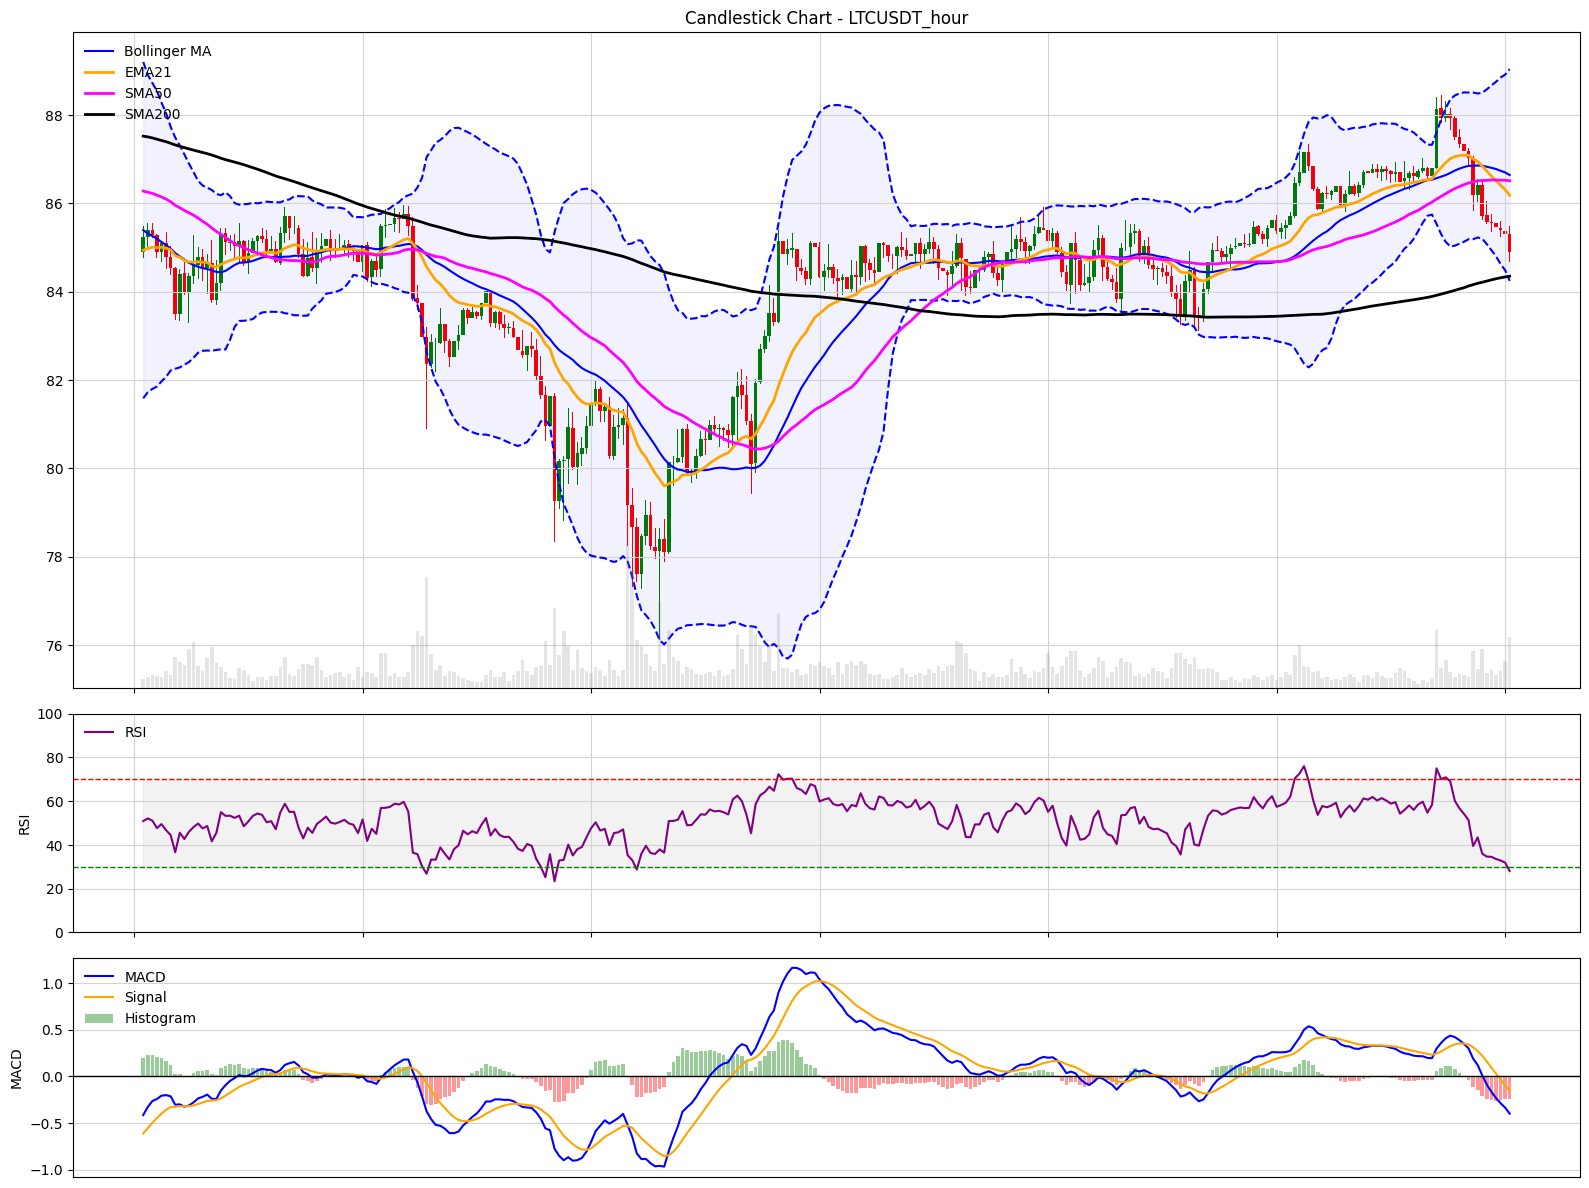 Candlestick Chart - LTCUSDT_hour
Bollinger MA
EMA21
SMA50
SMA200
88
86
84
82
80
78
76
100
80
60
40
20
0
RSI
RSI
MACD
Signal
Histogram
1.0
0.5
0.0
−0.5
−1.0
MACD